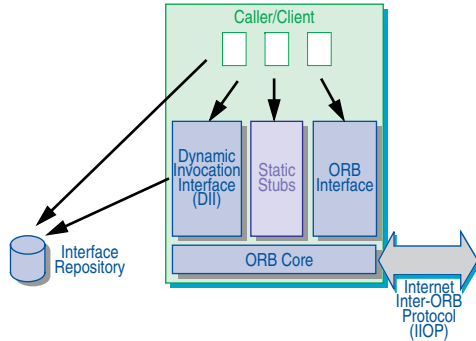 Caller/Client
Dynamic
Invocation
Interface
(DII)
Static
Stubs
ORB
Interface
Interface
Repository
ORB Core
Internet
Inter-ORB
Protocol
(IIOP)